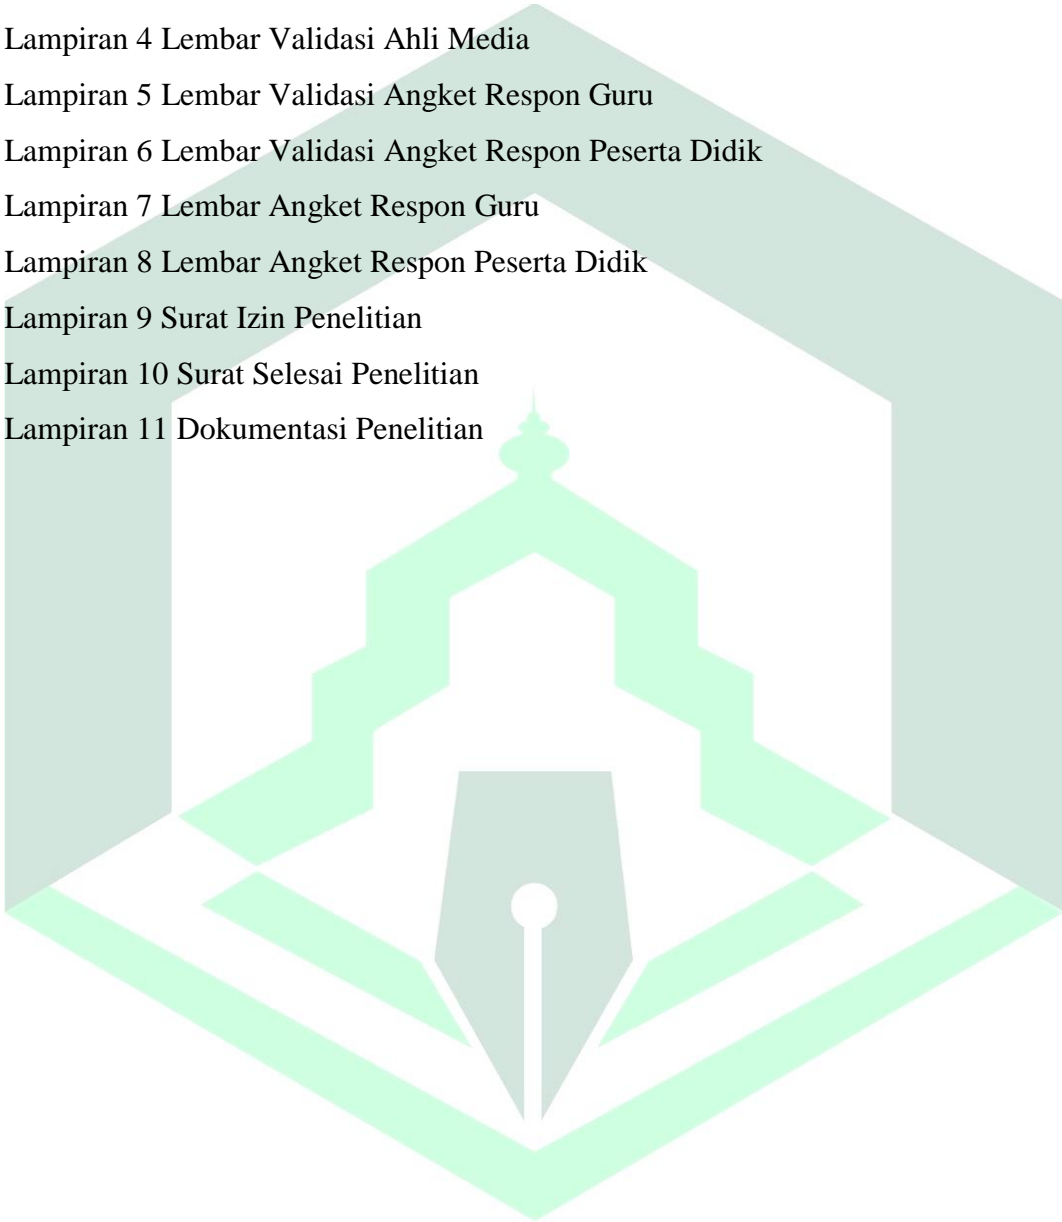 Lampiran 4 Lembar Validasi Ahli Media
Lampiran 5 Lembar Validasi Angket Respon Guru
Lampiran 6 Lembar Validasi Angket Respon Peserta Didik
Lampiran 7 Lembar Angket Respon Guru
Lampiran 8 Lembar Angket Respon Peserta Didik
Lampiran 9 Surat Izin Penelitian
Lampiran 10 Surat Selesai Penelitian
Lampiran 11 Dokumentasi Penelitian